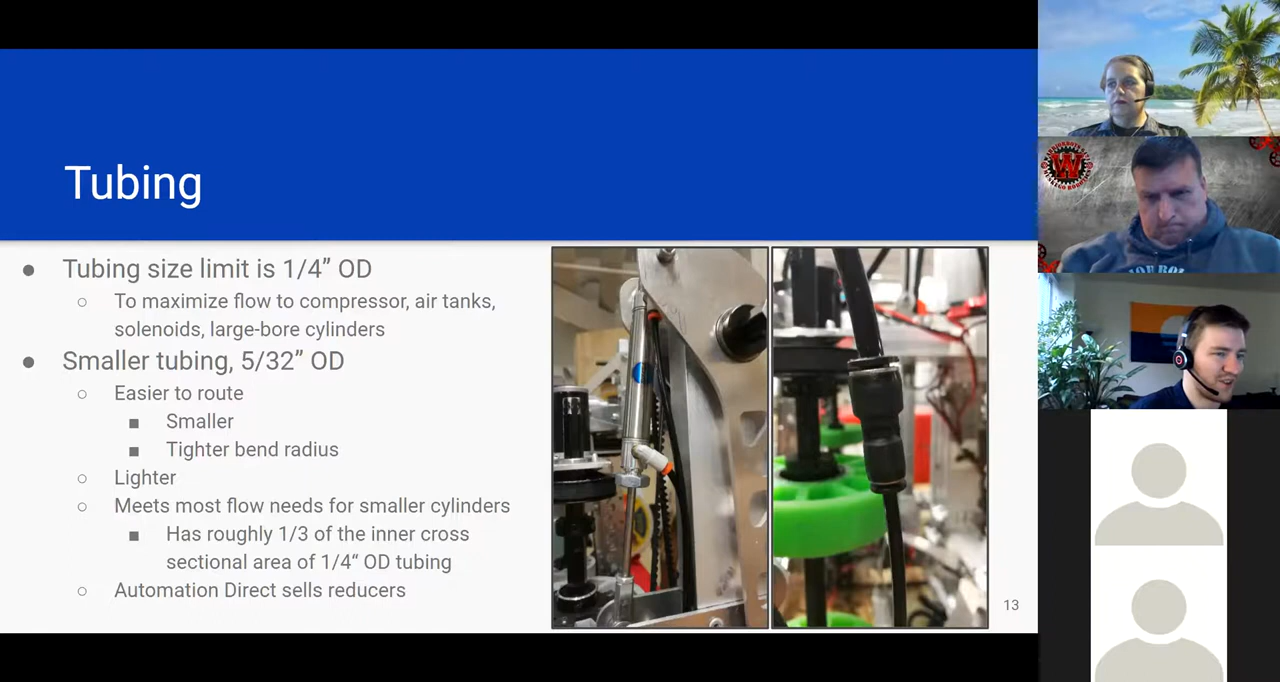 Tubing
● Tubing size limit is 1/4” OD
○ To maximize flow to compressor, air tanks,
solenoids, large-bore cylinders
● Smaller tubing, 5/32” OD
○ Easier to route
■ Smaller
■ Tighter bend radius
○ Lighter
○ Meets most flow needs for smaller cylinders
■ Has roughly 1/3 of the inner cross
sectional area of 1/4“ OD tubing
○ Automation Direct sells reducers
13
W